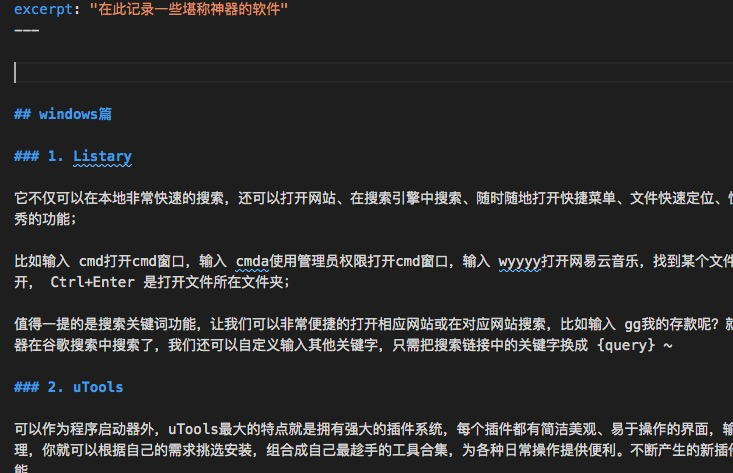 excerpt: "在此记录一些堪称神器的软件"
---
## windows篇
### 1. Listary
它不仅可以在本地非常快速的搜索，还可以打开网站、在搜索引擎中搜索、随时随地打开快捷菜单、文件快速定位、
秀的功能；
比如输入 cmd打开cmd窗口，输入 cmda使用管理员权限打开cmd窗口，输入 wyyyy打开网易云音乐，找到某个文件
开， Ctrl+Enter 是打开文件所在文件夹；
值得一提的是搜索关键词功能，让我们可以非常便捷的打开相应网站或在对应网站搜索，比如输入 gg我的存款呢？
器在谷歌搜索中搜索了，我们还可以自定义输入其他关键字，只需把搜索链接中的关键字换成 {query} ~
### 2. uTools
可以作为程序启动器外，uTools最大的特点就是拥有强大的插件系统，每个插件都有简洁美观、易于操作的界面，
理，你就可以根据自己的需求挑选安装，组合成自己最趁手的工具合集，为各种日常操作提供便利。不断产生的新插件